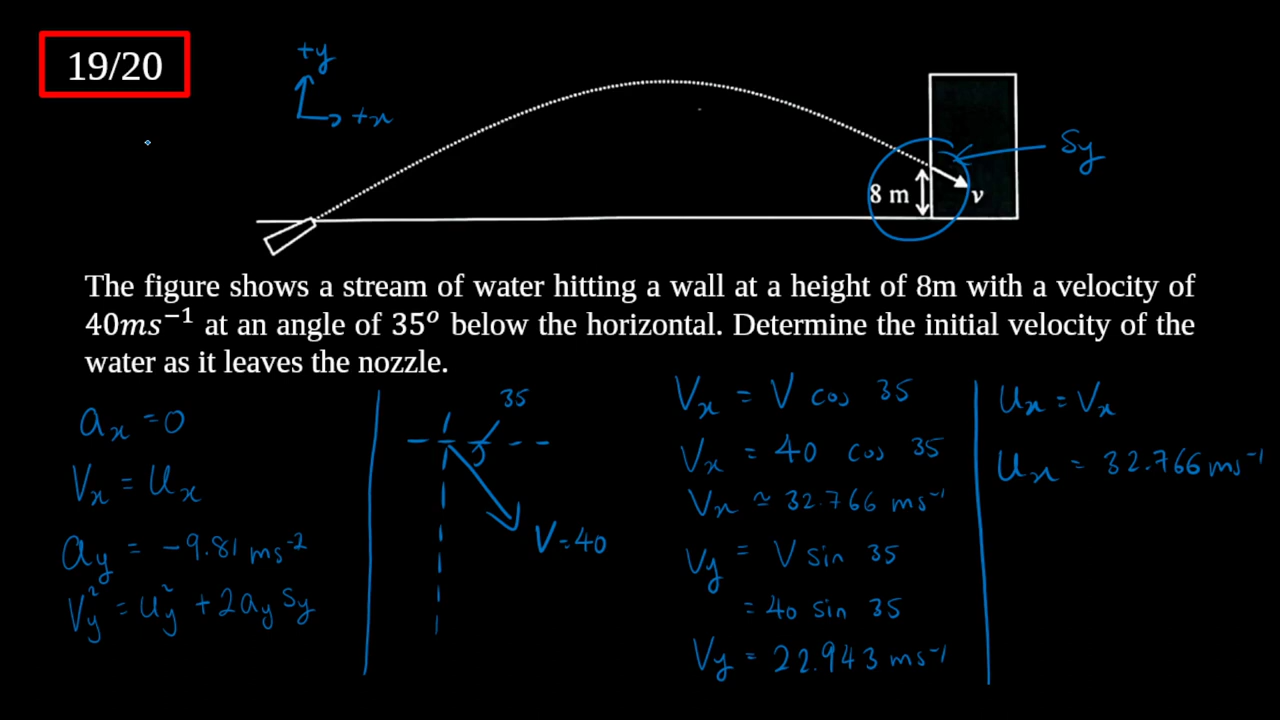 19/20
+y
+x
Sy
8 m
v
The figure shows a stream of water hitting a wall at a height of 8m with a velocity of
40ms⁻¹ at an angle of 35ᵒ below the horizontal. Determine the initial velocity of the
water as it leaves the nozzle.
aₓ = 0
Vₓ = Uₓ
ay = -9.81 ms⁻²
Vy² = Uy² + 2ay Sy
35
V=40
Vₓ = V cos 35
Vₓ = 40 cos 35
Vₓ ≃ 32.766 ms⁻¹
Vy = V sin 35
= 40 sin 35
Vy = 22.943 ms⁻¹
Uₓ = Vₓ
Uₓ = 32.766 ms⁻¹